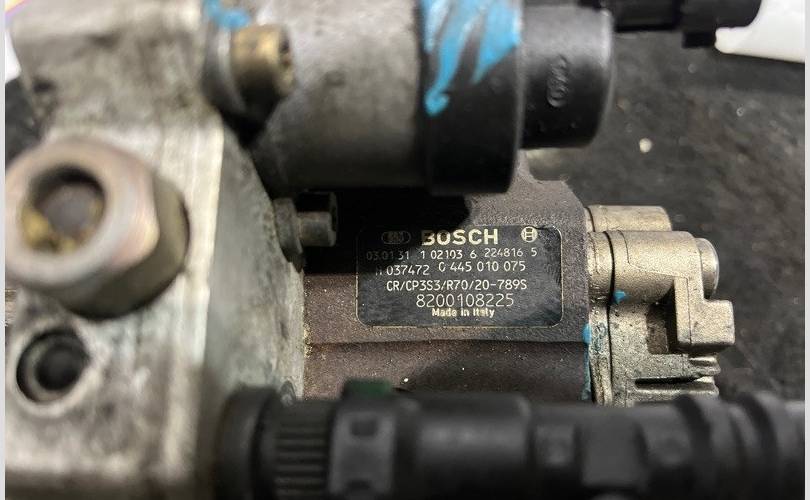 BOSCH
03.01.31 1 02103 6 224816 5
037472 0 445 010 075
CR/CP3S3/R70/20-789S
8200108225
Made in Italy